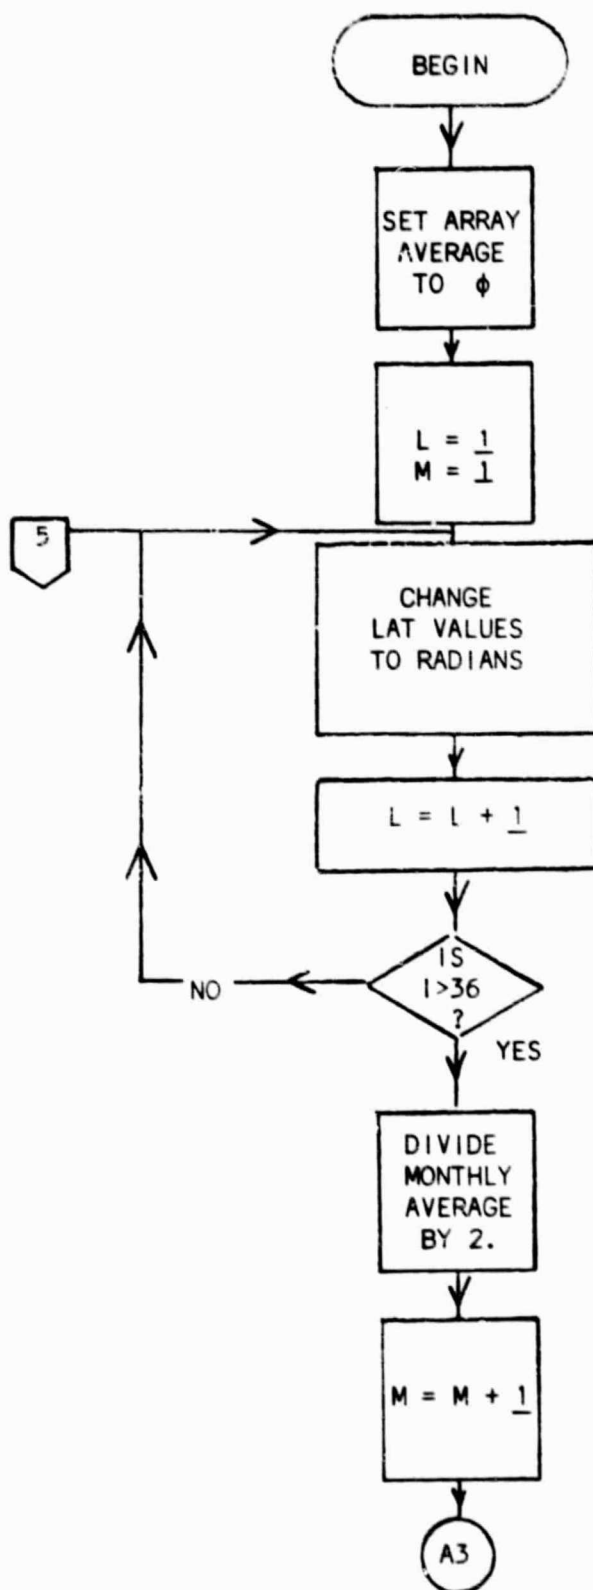 BEGIN
SET ARRAY
AVERAGE
TO ϕ
L = 1
M = 1
5
CHANGE
LAT VALUES
TO RADIANS
L = L + 1
IS
I>36
?
NO
YES
DIVIDE
MONTHLY
AVERAGE
BY 2.
M = M + 1
A3